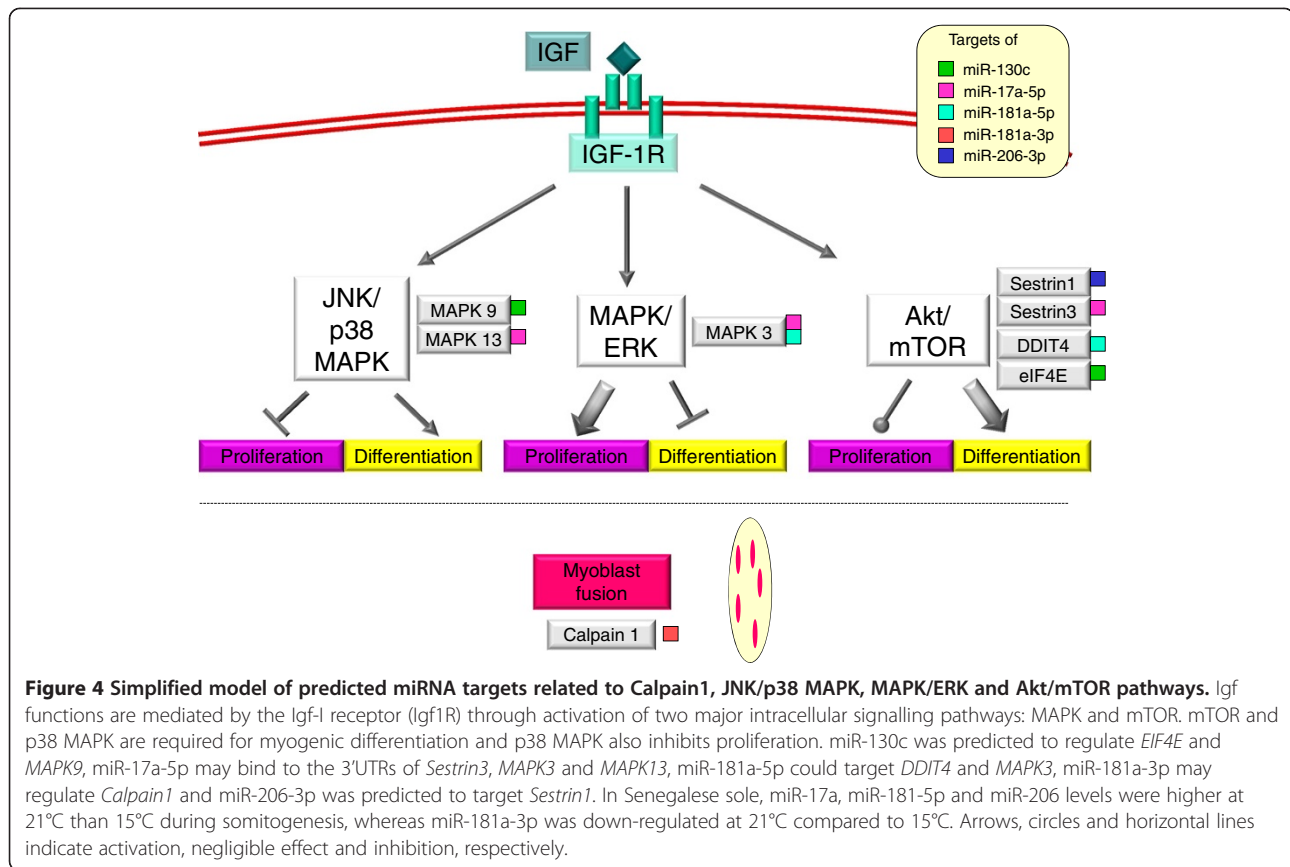 IGF
IGF-1R
Targets of
miR-130c
miR-17a-5p
miR-181a-5p
miR-181a-3p
miR-206-3p
JNK/
p38
MAPK
MAPK 9
MAPK 13
MAPK/
ERK
MAPK 3
Akt/
mTOR
Sestrin1
Sestrin3
DDIT4
eIF4E
Proliferation Differentiation
Proliferation Differentiation
Proliferation Differentiation
Myoblast
fusion
Calpain 1
Figure 4 Simplified model of predicted miRNA targets related to Calpain1, JNK/p38 MAPK, MAPK/ERK and Akt/mTOR pathways. Igf
functions are mediated by the Igf-I receptor (Igf1R) through activation of two major intracellular signalling pathways: MAPK and mTOR. mTOR and
p38 MAPK are required for myogenic differentiation and p38 MAPK also inhibits proliferation. miR-130c was predicted to regulate EIF4E and
MAPK9, miR-17a-5p may bind to the 3'UTRs of Sestrin3, MAPK3 and MAPK13, miR-181a-5p could target DDIT4 and MAPK3, miR-181a-3p may
regulate Calpain1 and miR-206-3p was predicted to target Sestrin1. In Senegalese sole, miR-17a, miR-181-5p and miR-206 levels were higher at
21°C than 15°C during somitogenesis, whereas miR-181a-3p was down-regulated at 21°C compared to 15°C. Arrows, circles and horizontal lines
indicate activation, negligible effect and inhibition, respectively.